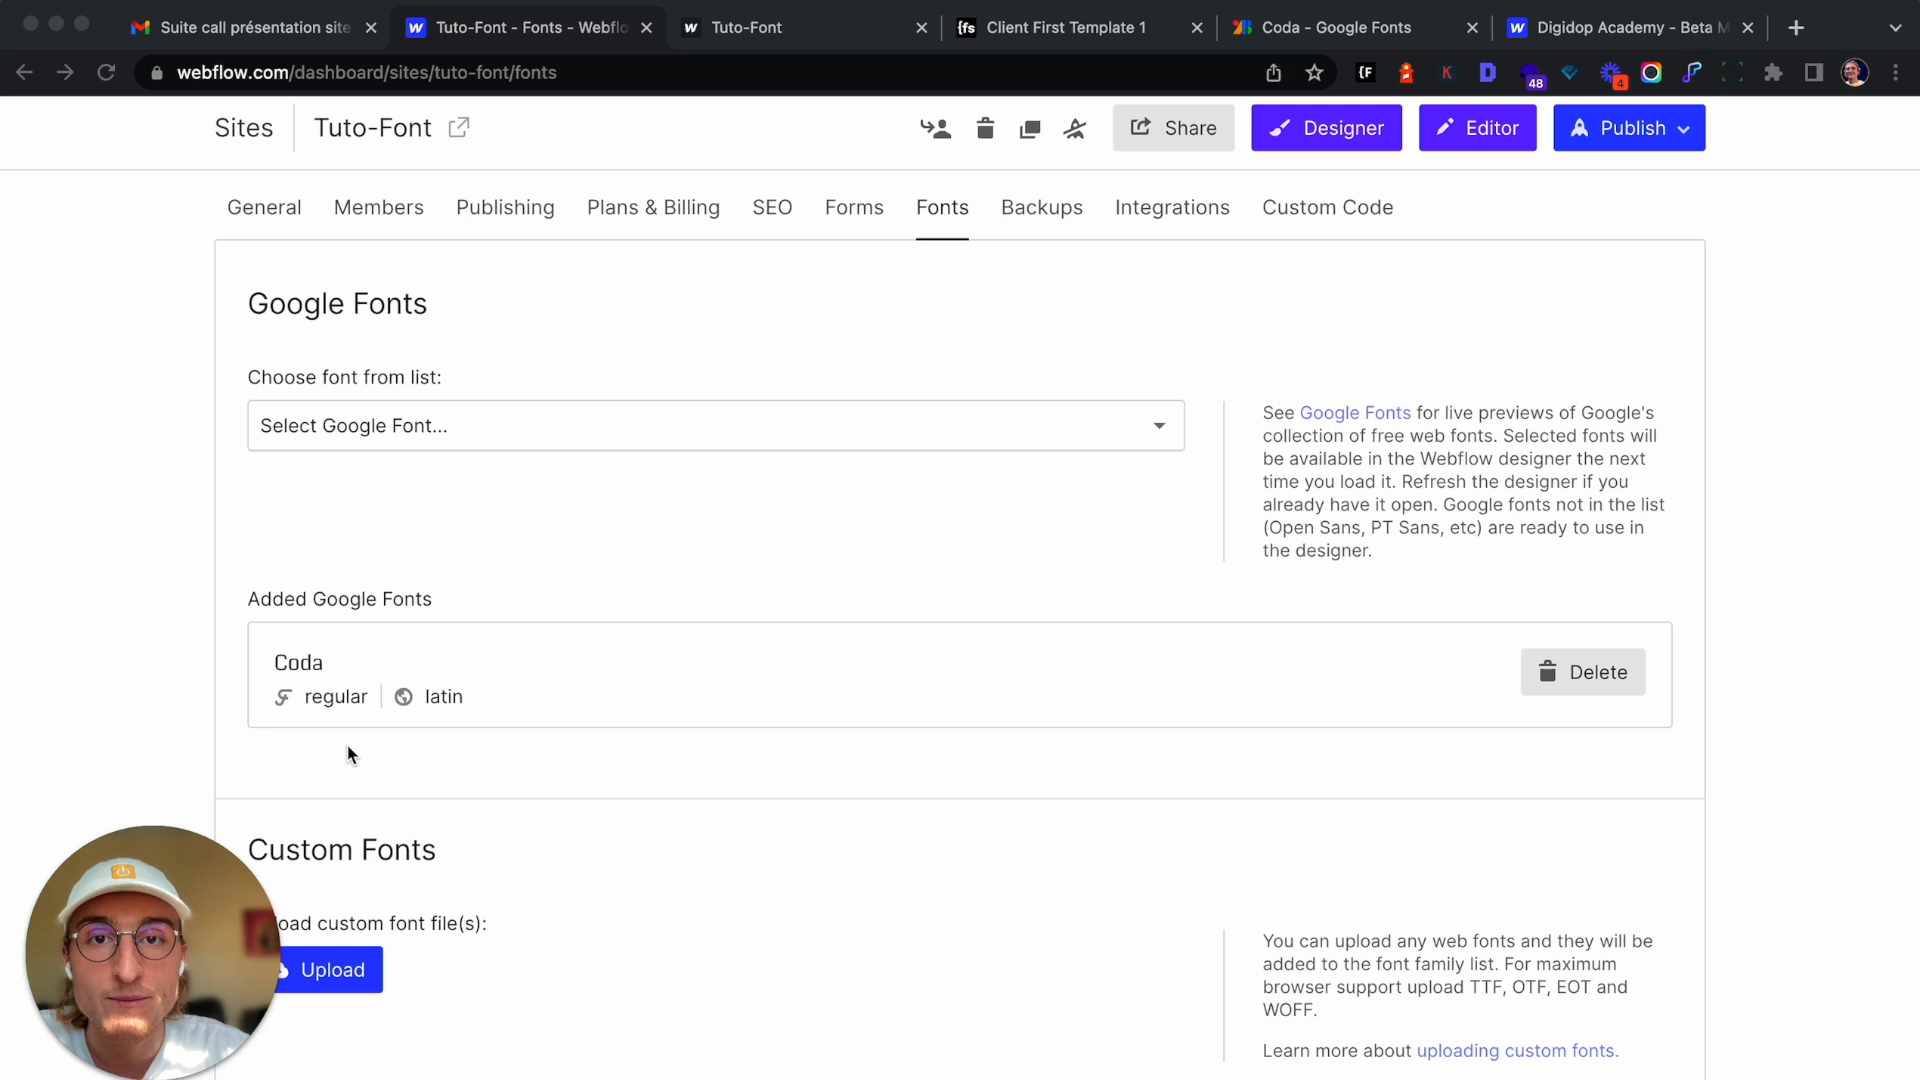 Suite call présentation site
Tuto-Font - Fonts - Webflo
Tuto-Font
Client First Template 1
Coda - Google Fonts
Digidop Academy - Beta M
webflow.com/dashboard/sites/tuto-font/fonts
48
4
Sites
Tuto-Font
Share
Designer
Editor
Publish
General
Members
Publishing
Plans & Billing
SEO
Forms
Fonts
Backups
Integrations
Custom Code
Google Fonts
Choose font from list:
Select Google Font...
See Google Fonts for live previews of Google's
collection of free web fonts. Selected fonts will
be available in the Webflow designer the next
time you load it. Refresh the designer if you
already have it open. Google fonts not in the list
(Open Sans, PT Sans, etc) are ready to use in
the designer.
Added Google Fonts
Coda
regular
latin
Delete
Custom Fonts
oad custom font file(s):
Upload
You can upload any web fonts and they will be
added to the font family list. For maximum
browser support upload TTF, OTF, EOT and
WOFF.
Learn more about uploading custom fonts.